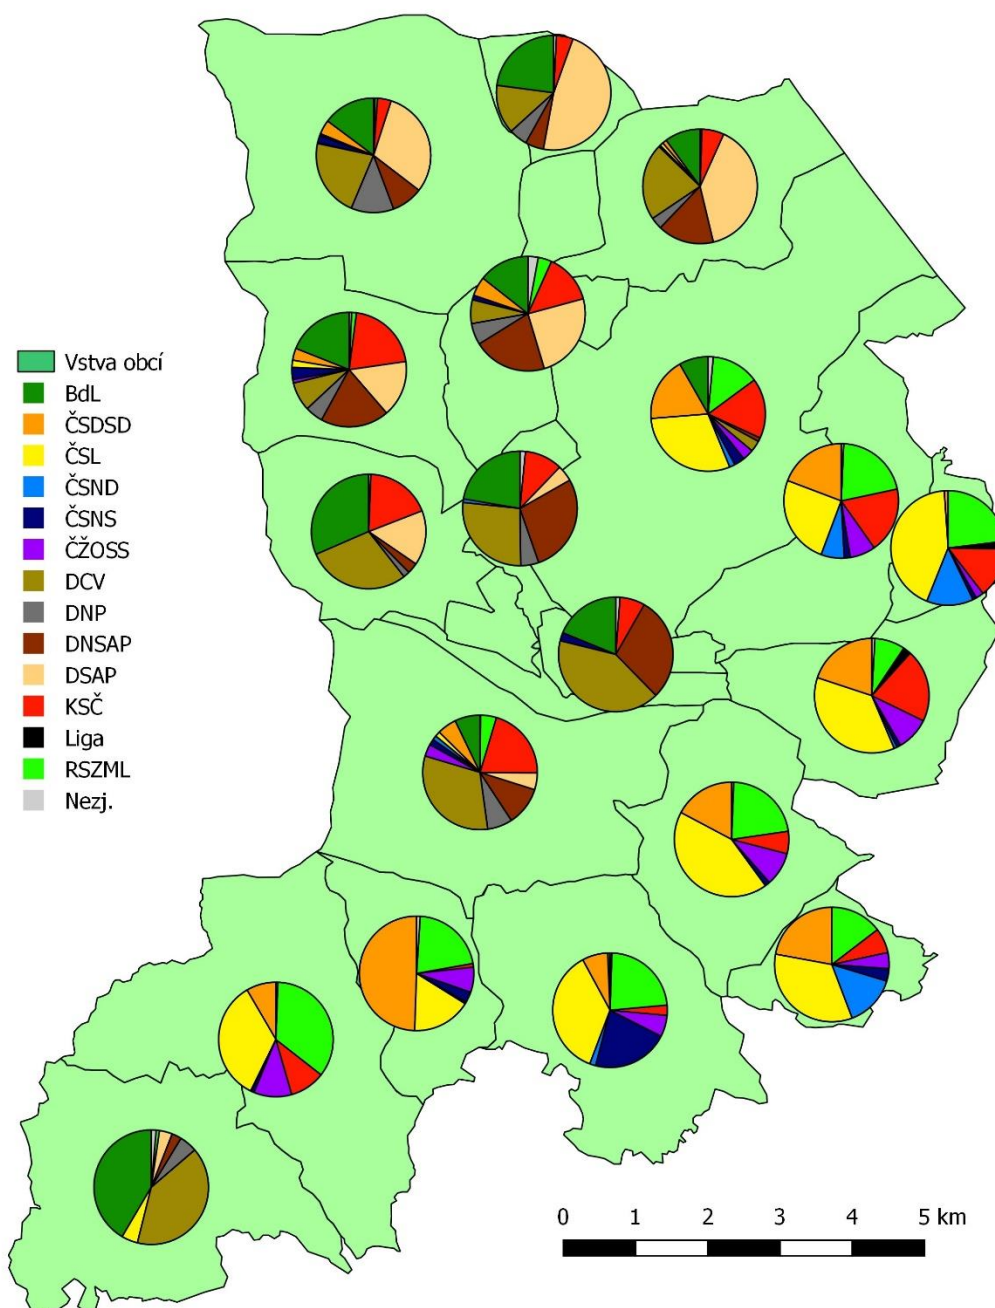 Vstva obcí
BdL
ČSDSD
ČSL
ČSND
ČSNS
ČŽOSS
DCV
DNP
DNSAP
DSAP
KSČ
Liga
RSZML
Nezj.
0 1 2 3 4 5 km